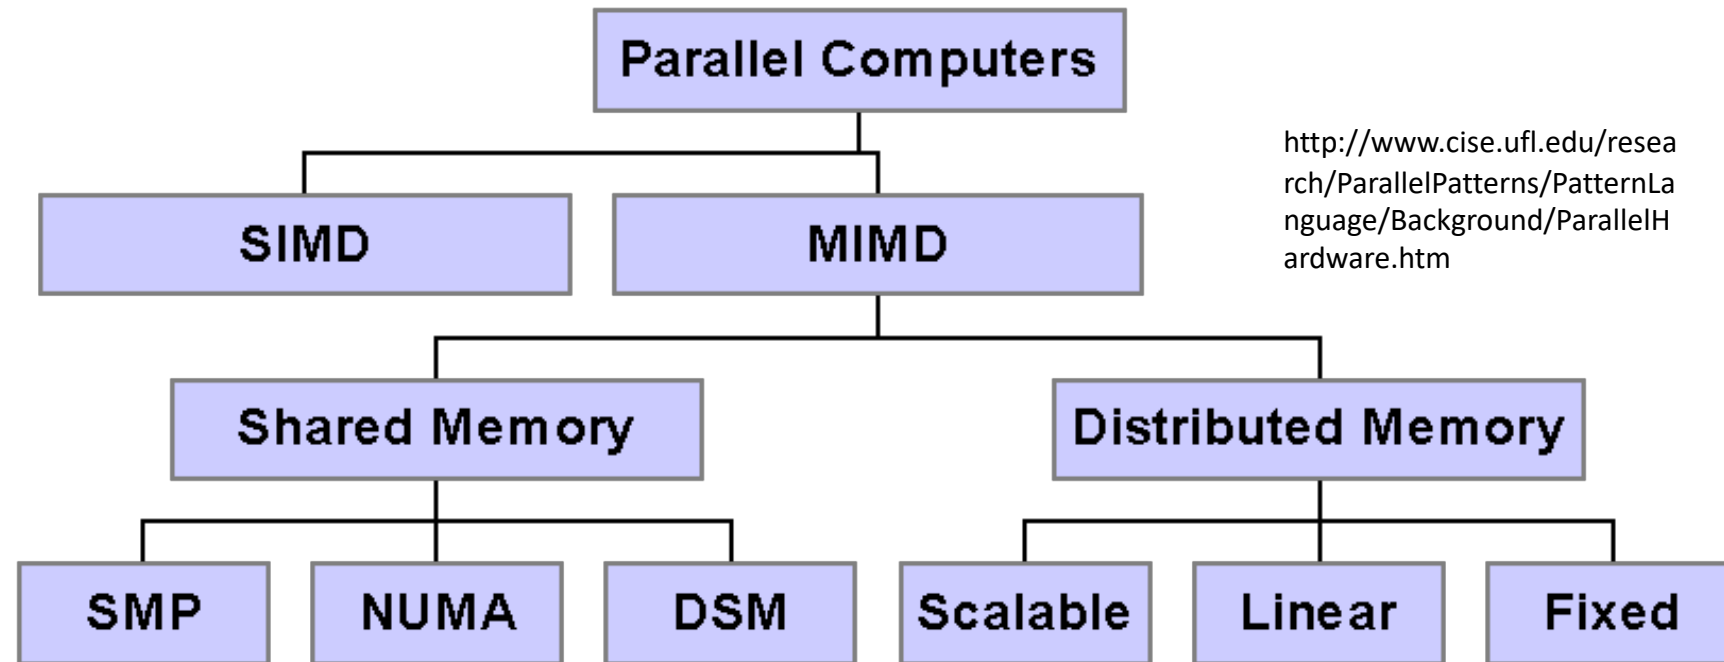 Parallel Computers
http://www.cise.ufl.edu/resea
rch/ParallelPatterns/PatternLa
nguage/Background/ParallelH
ardware.htm
SIMD
MIMD
Shared Memory
Distributed Memory
SMP
NUMA
DSM
Scalable
Linear
Fixed